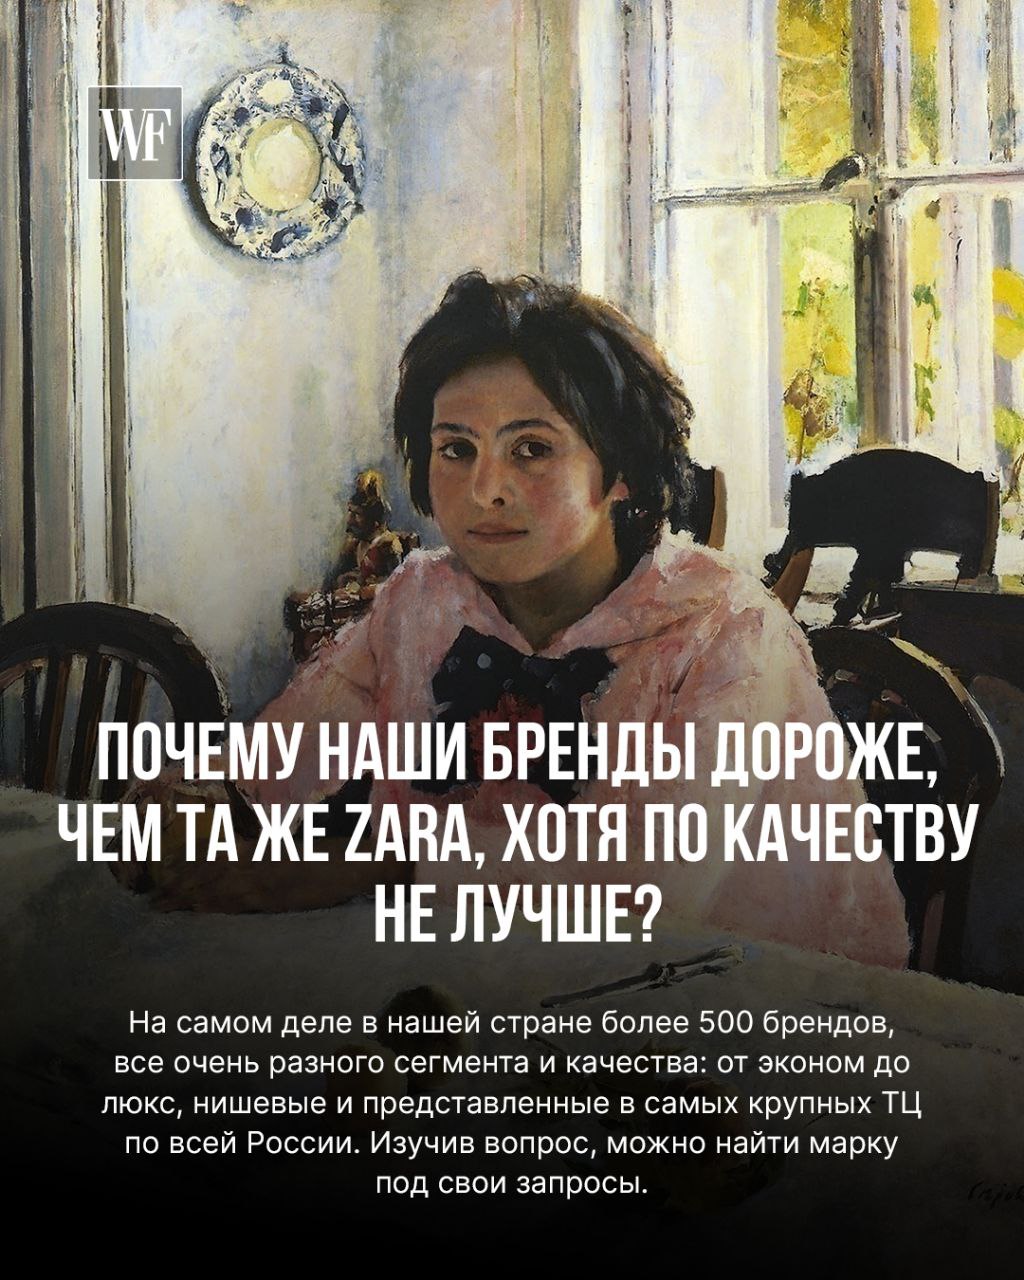 WF
ПОЧЕМУ НАШИ БРЕНДЫ ДОРОЖЕ,
ЧЕМ ТА ЖЕ ZARA, ХОТЯ ПО КАЧЕСТВУ
НЕ ЛУЧШЕ?
На самом деле в нашей стране более 500 брендов,
все очень разного сегмента и качества: от эконом до
люкс, нишевые и представленные в самых крупных ТЦ
по всей России. Изучив вопрос, можно найти марку
под свои запросы.